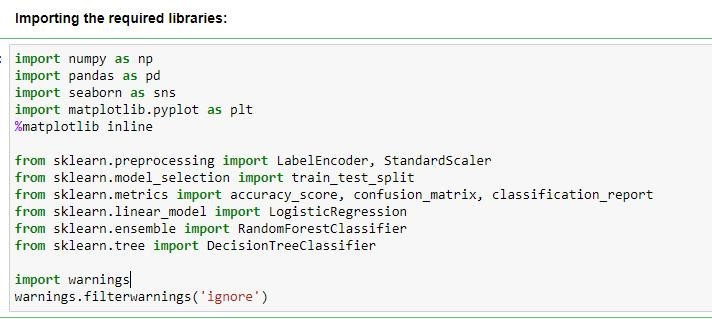 Importing the required libraries:
import numpy as np
import pandas as pd
import seaborn as sns
import matplotlib.pyplot as plt
%matplotlib inline
from sklearn.preprocessing import LabelEncoder, StandardScaler
from sklearn.model_selection import train_test_split
from sklearn.metrics import accuracy_score, confusion_matrix, classification_report
from sklearn.linear_model import LogisticRegression
from sklearn.ensemble import RandomForestClassifier
from sklearn.tree import DecisionTreeClassifier
import warnings
warnings.filterwarnings('ignore')